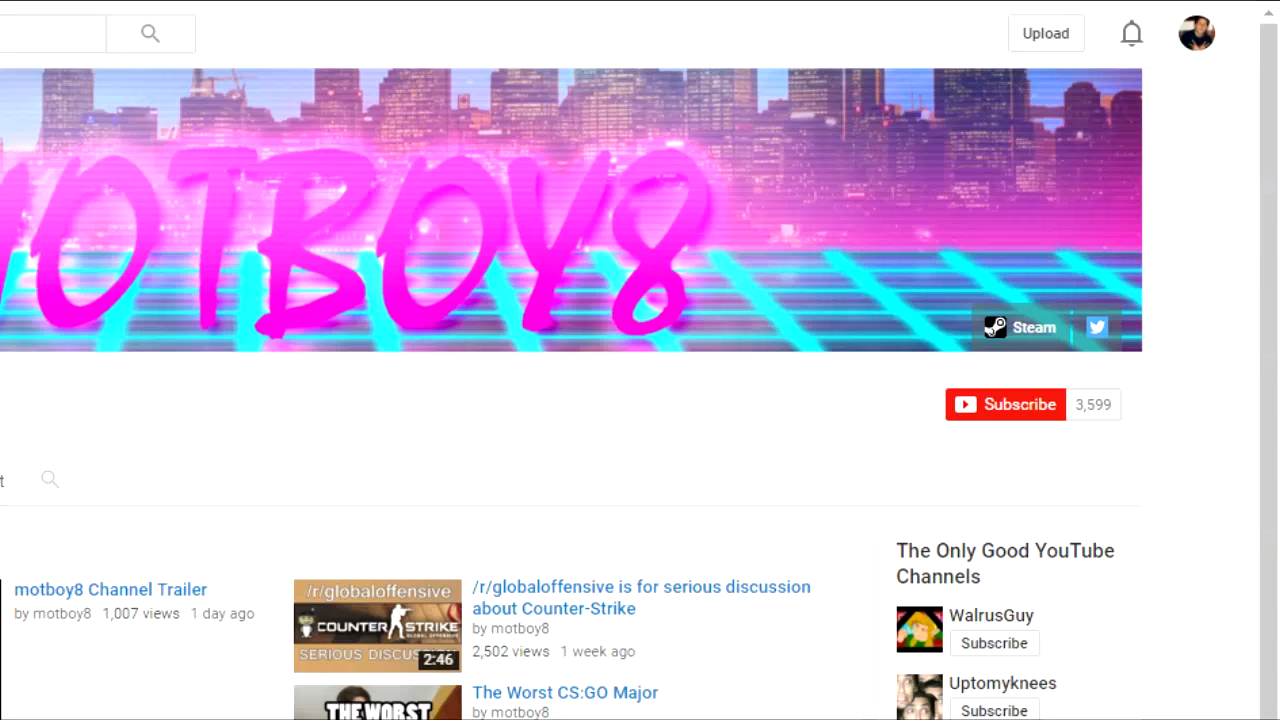 Upload
MOTBOY8
Steam
Subscribe 3,599
t
The Only Good YouTube
Channels
motboy8 Channel Trailer
by motboy8 1,007 views 1 day ago
/r/globaloffensive
COUNTER STRIKE
GLOBAL OFFENSIVE
SERIOUS DISCUS
2:46
/r/globaloffensive is for serious discussion
about Counter-Strike
by motboy8
2,502 views 1 week ago
WalrusGuy
Subscribe
THE WORST
The Worst CS:GO Major
by motboy8
Uptomyknees
Subscribe